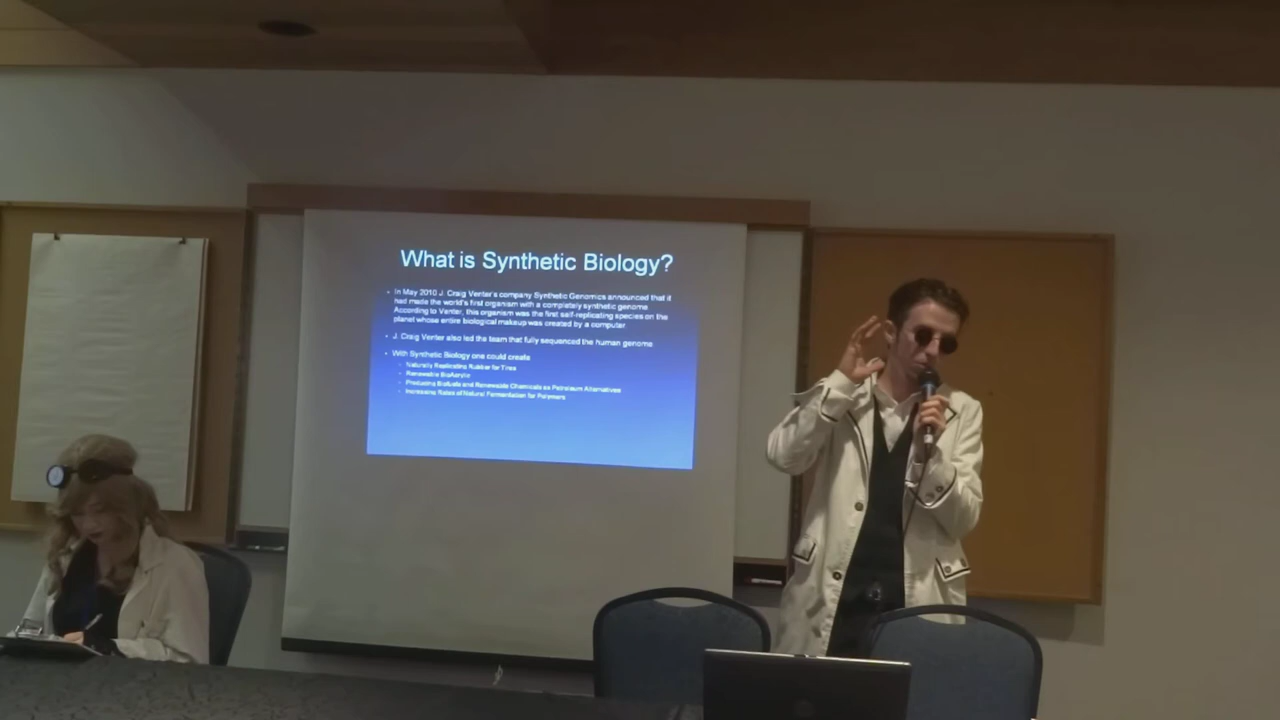 What is Synthetic Biology?
In May 2010 J. Craig Venter's company Synthetic Genomics announced that it
had made the world's first organism with a completely synthetic genome
According to Venter, this organism was the first self-replicating species on the
planet whose entire biological makeup was created by a computer.
J. Craig Venter also led the team that fully sequenced the human genome
With Synthetic Biology one could create
Naturally Replicating Rubber for Tires
Renewable BioAcrylic
Producing Biofuels and Renewable Chemicals as Petroleum Alternatives
Increasing Rates of Natural Fermentation for Polymers